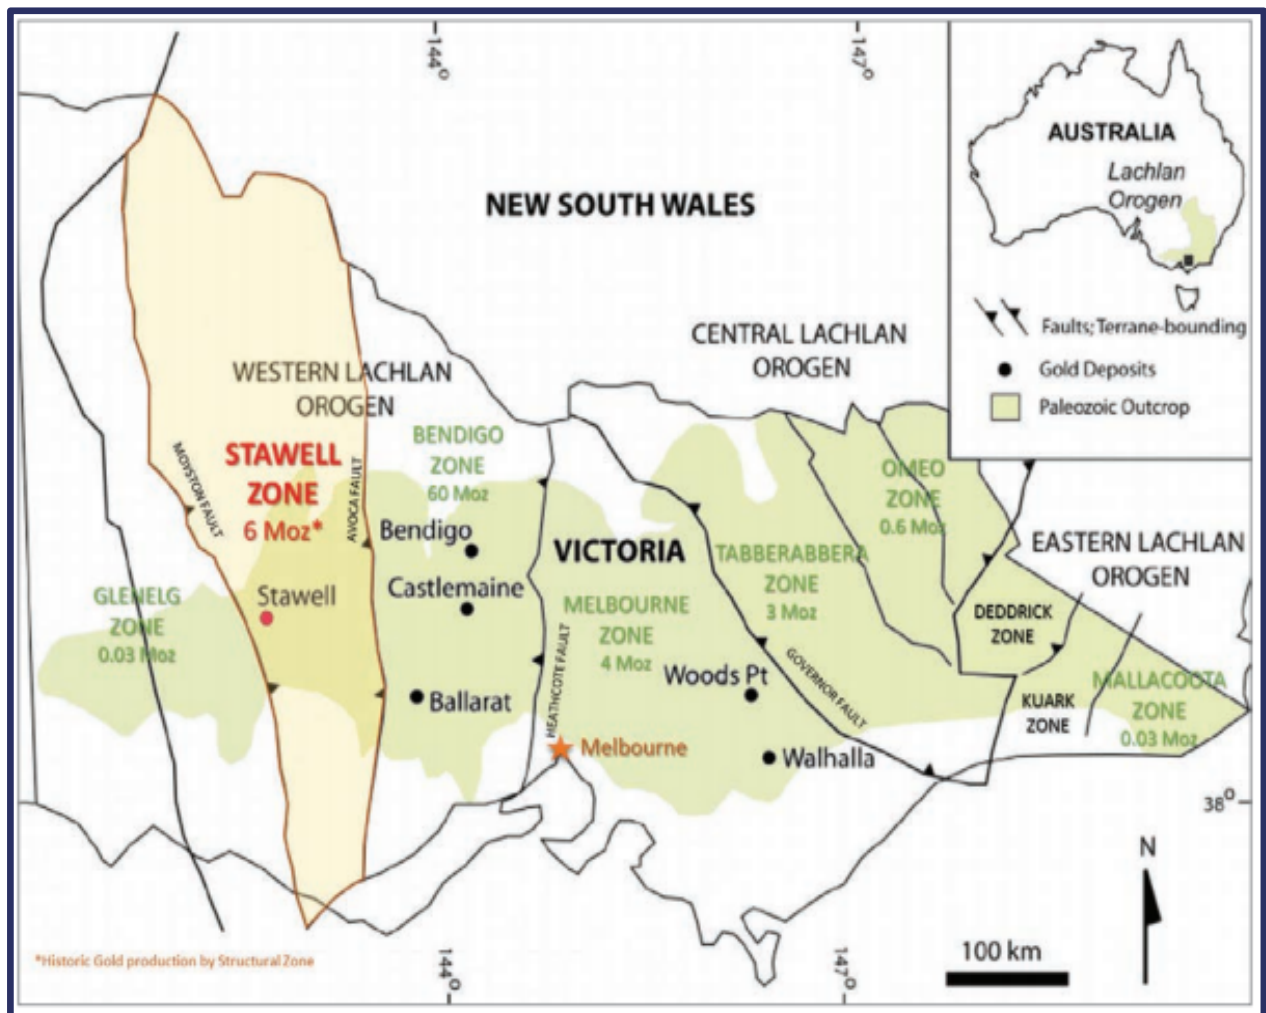 144°
147°
AUSTRALIA
Lachlan
Orogen
Faults; Terrane-bounding
Gold Deposits
Paleozoic Outcrop
NEW SOUTH WALES
CENTRAL LACHLAN
OROGEN
WESTERN LACHLAN
OROGEN
STAWELL
ZONE
6 Moz*
MOYSTON FAULT
AVOCA FAULT
BENDIGO
ZONE
60 Moz
Bendigo
Castlemaine
Ballarat
Stawell
GLENELG
ZONE
0.03 Moz
VICTORIA
HEATHCOTE FAULT
MELBOURNE
ZONE
4 Moz
Woods Pt
Melbourne
Walhalla
TABBERABBERA
ZONE
3 Moz
GOVERNOR FAULT
OMEO
ZONE
0.6 Moz
EASTERN LACHLAN
OROGEN
DEDDRICK
ZONE
KUARK
ZONE
MALLACOOTA
ZONE
0.03 Moz
38°
N
100 km
*Historic Gold production by Structural Zone
144°
147°